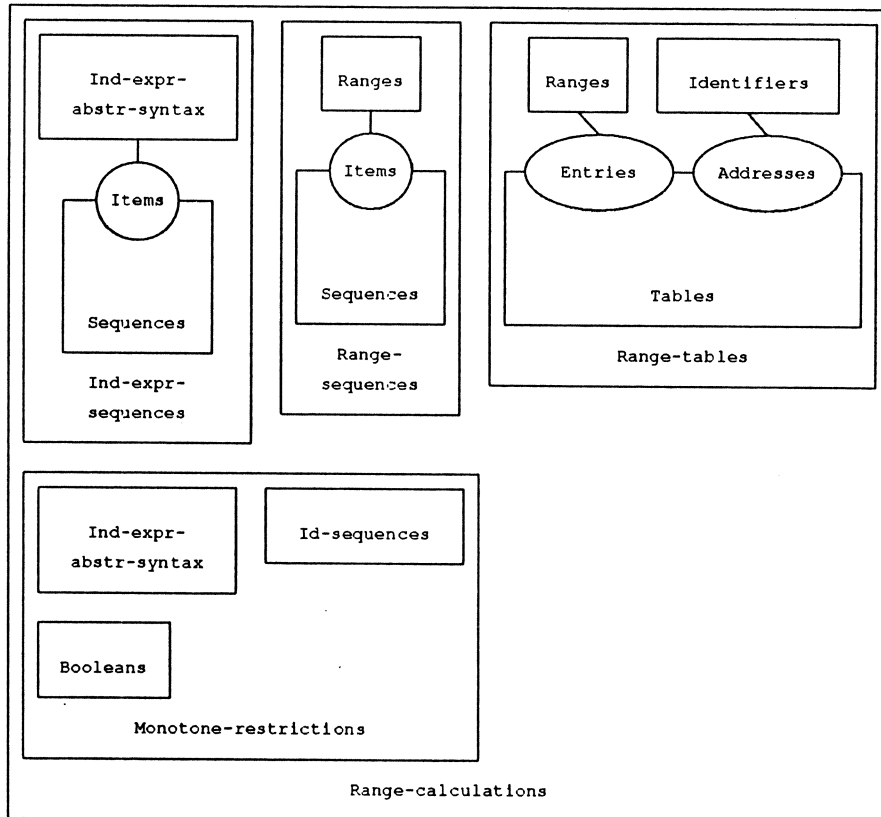 Ind-expr-
abstr-syntax
Items
Sequences
Ind-expr-
sequences
Ranges
Items
Sequences
Range-
sequences
Ranges
Identifiers
Entries
Addresses
Tables
Range-tables
Ind-expr-
abstr-syntax
Id-sequences
Booleans
Monotone-restrictions
Range-calculations